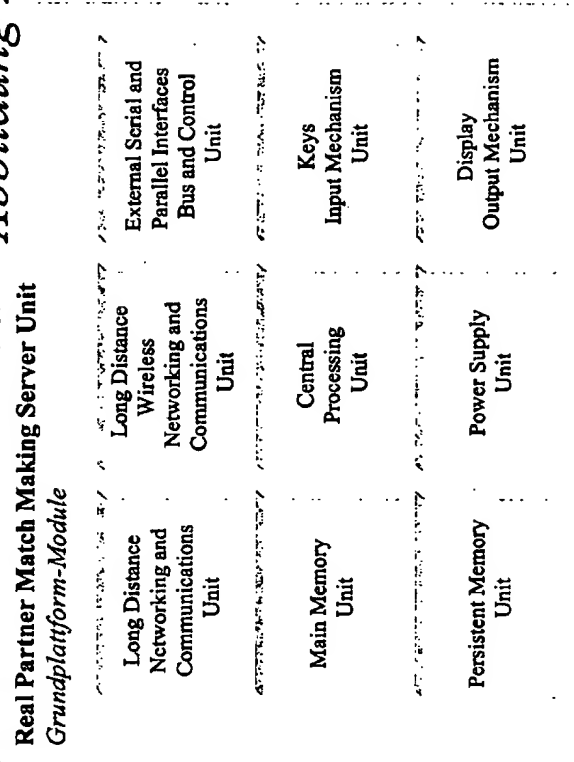 Abbildung
Real Partner Match Making Server Unit
Grundplattform-Module
Long Distance
Networking and
Communications
Unit
Long Distance
Wireless
Networking and
Communications
Unit
External Serial and
Parallel Interfaces
Bus and Control
Unit
Main Memory
Unit
Central
Processing
Unit
Keys
Input Mechanism
Unit
Persistent Memory
Unit
Power Supply
Unit
Display
Output Mechanism
Unit